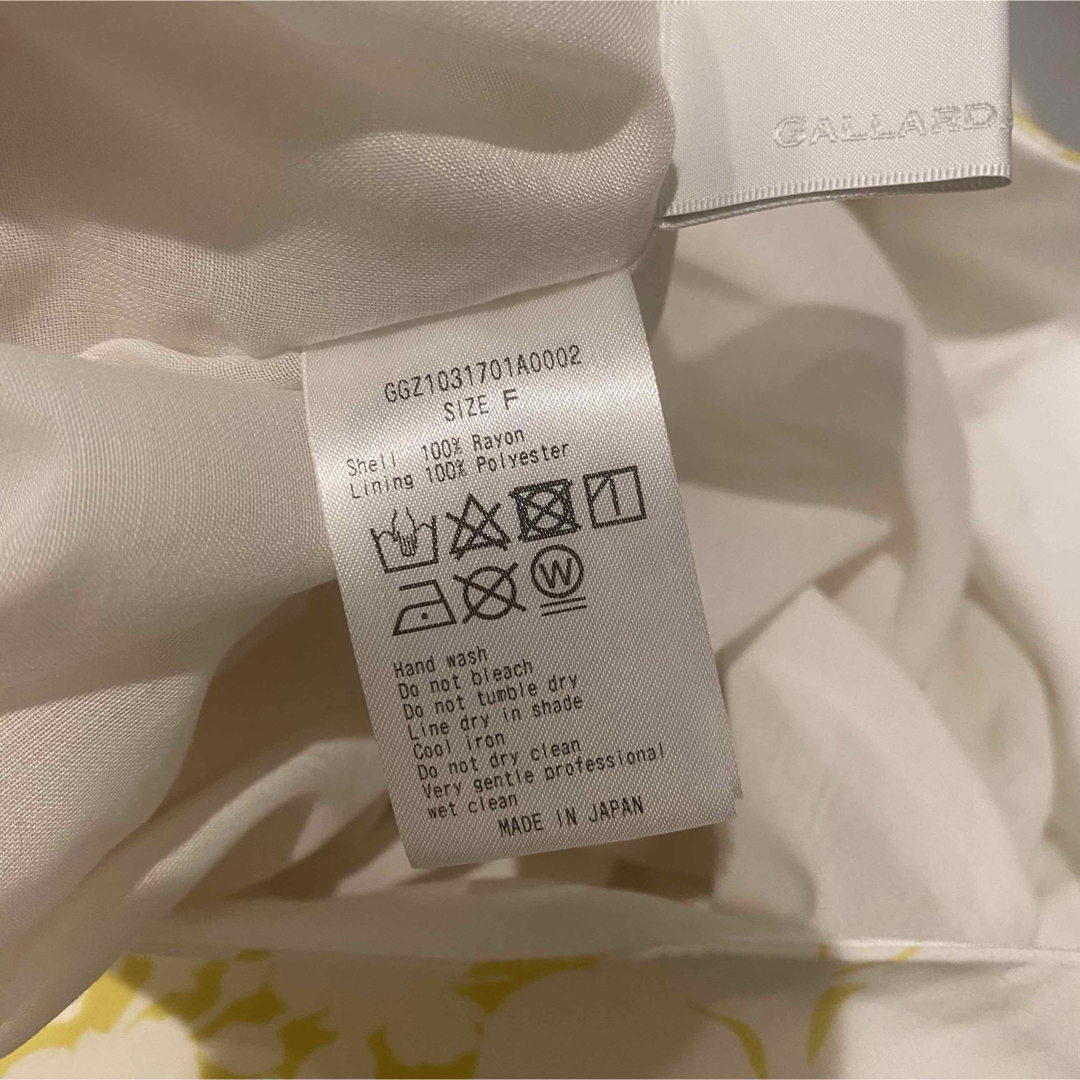 GALLARD
GGZ1031701A0002
SIZE F
Shell 100% Rayon
Lining 100% Polyester
W
Hand wash
Do not bleach
Do not tumble dry
Line dry in shade
Cool iron
Do not dry clean
Very gentle professional
wet clean
MADE IN JAPAN